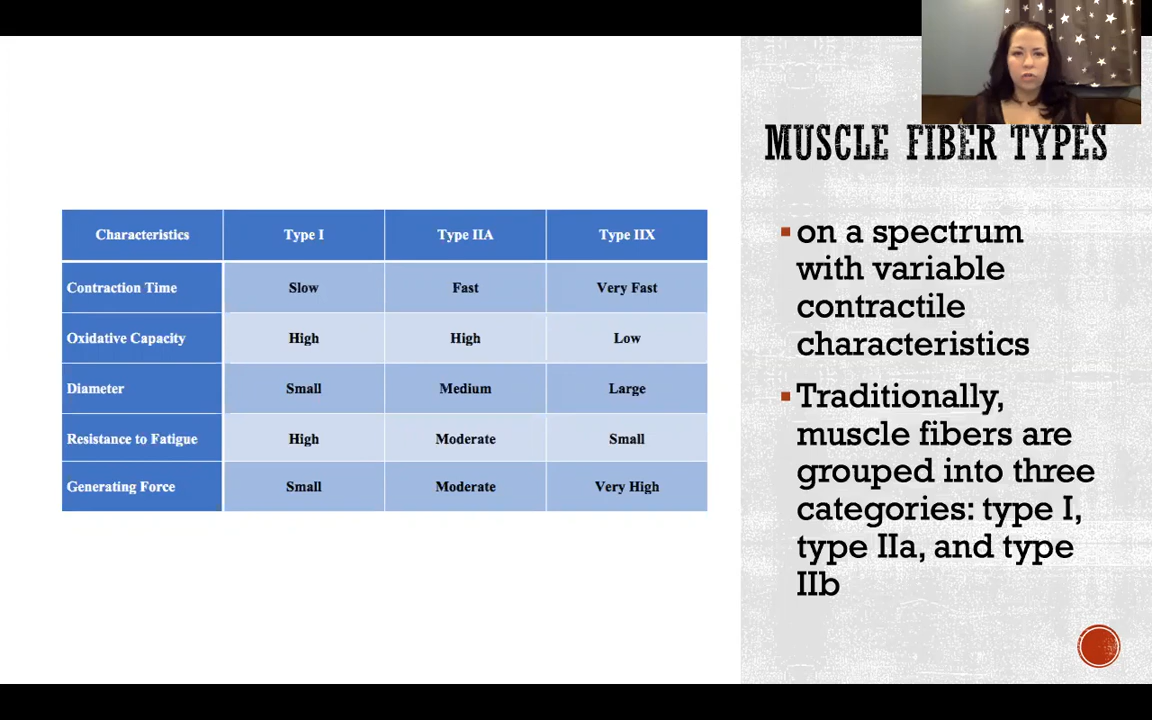 MUSCLE FIBER TYPES
Characteristics Type I Type IIA Type IIX
Contraction Time Slow Fast Very Fast
Oxidative Capacity High High Low
Diameter Small Medium Large
Resistance to Fatigue High Moderate Small
Generating Force Small Moderate Very High
on a spectrum
with variable
contractile
characteristics
Traditionally,
muscle fibers are
grouped into three
categories: type I,
type IIa, and type
IIb